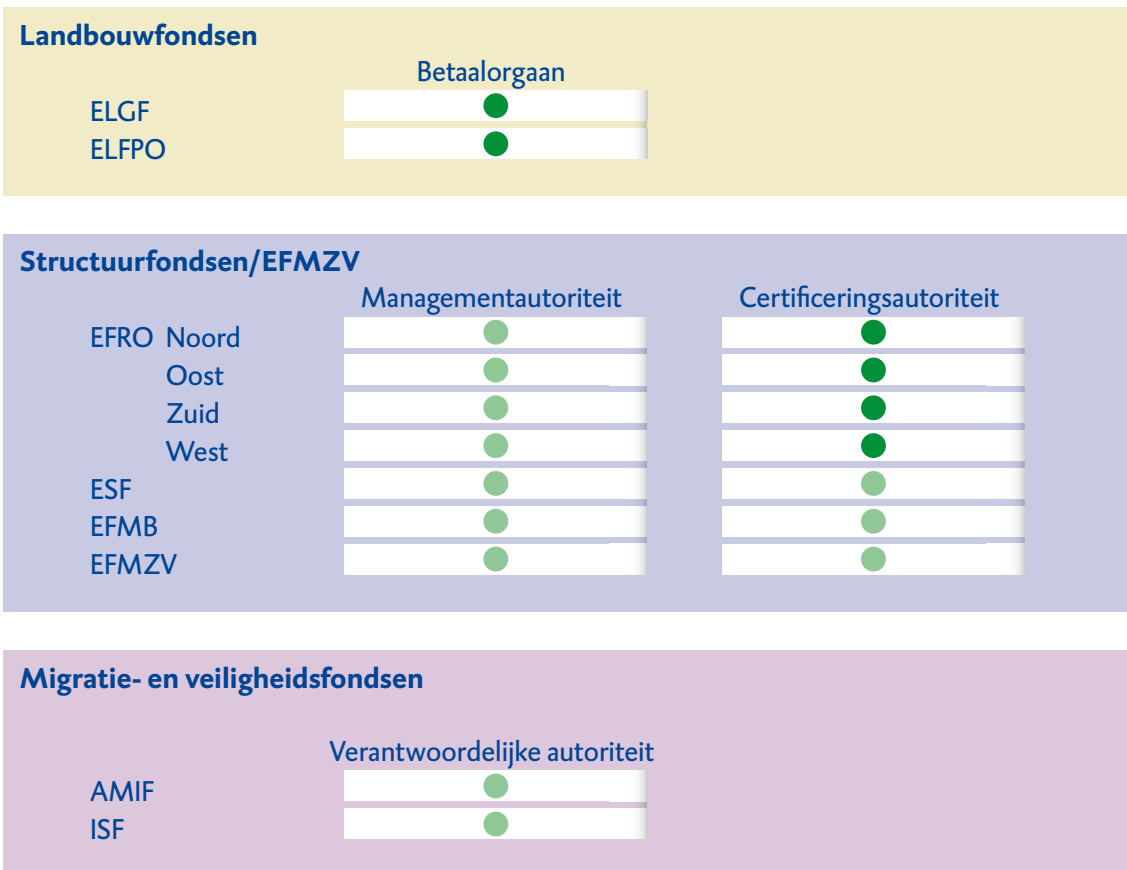 Landbouwfondsen
Betaalorgaan
ELGF
ELFPO
Structuurfondsen/EFMZV
Managementautoriteit Certificeringsautoriteit
EFRO Noord
Oost
Zuid
West
ESF
EFMB
EFMZV
Migratie- en veiligheidsfondsen
Verantwoordelijke autoriteit
AMIF
ISF